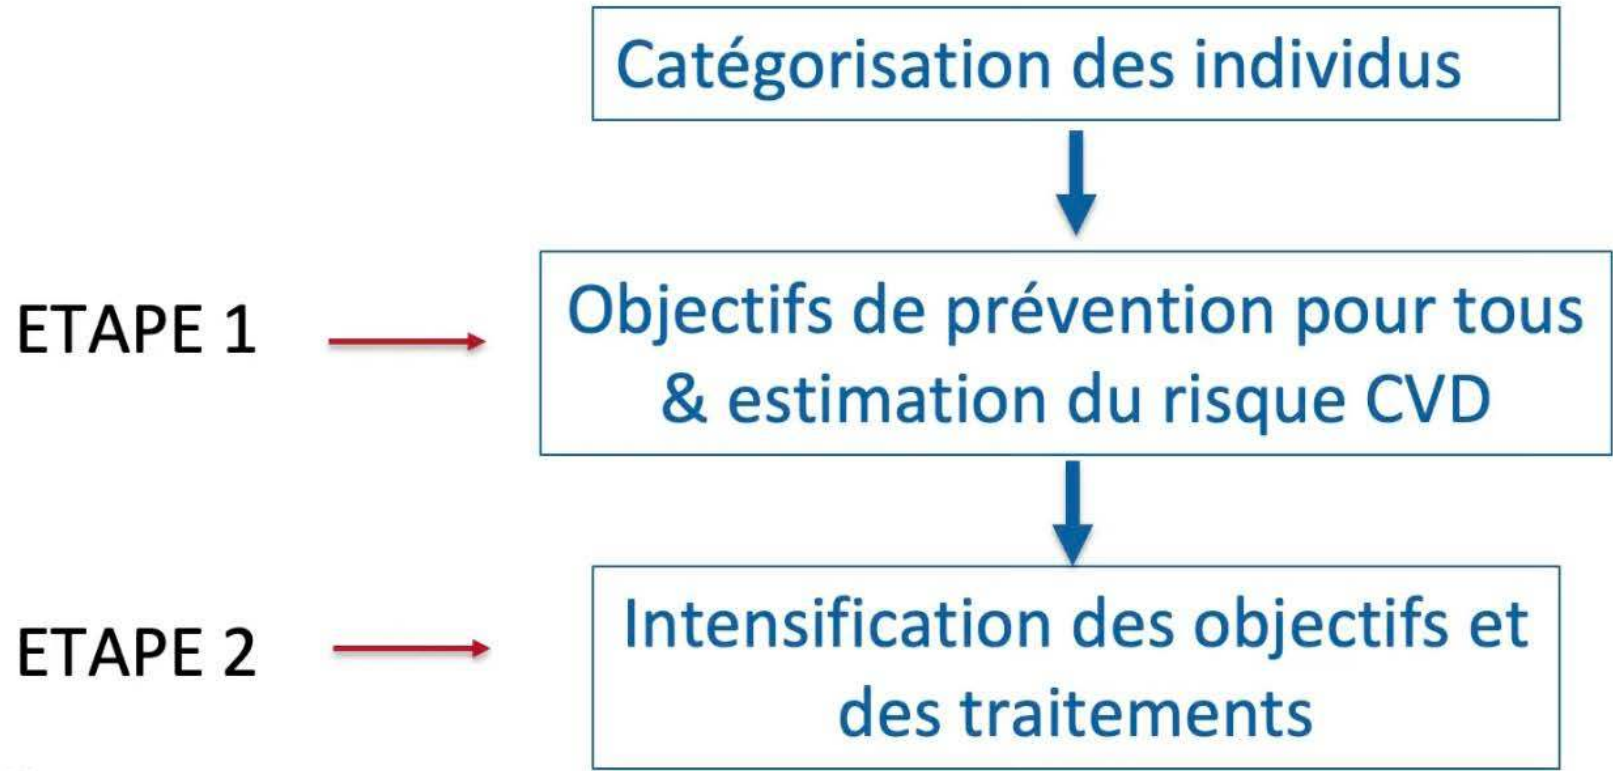 Catégorisation des individus
ETAPE 1
Objectifs de prévention pour tous
& estimation du risque CVD
ETAPE 2
Intensification des objectifs et
des traitements